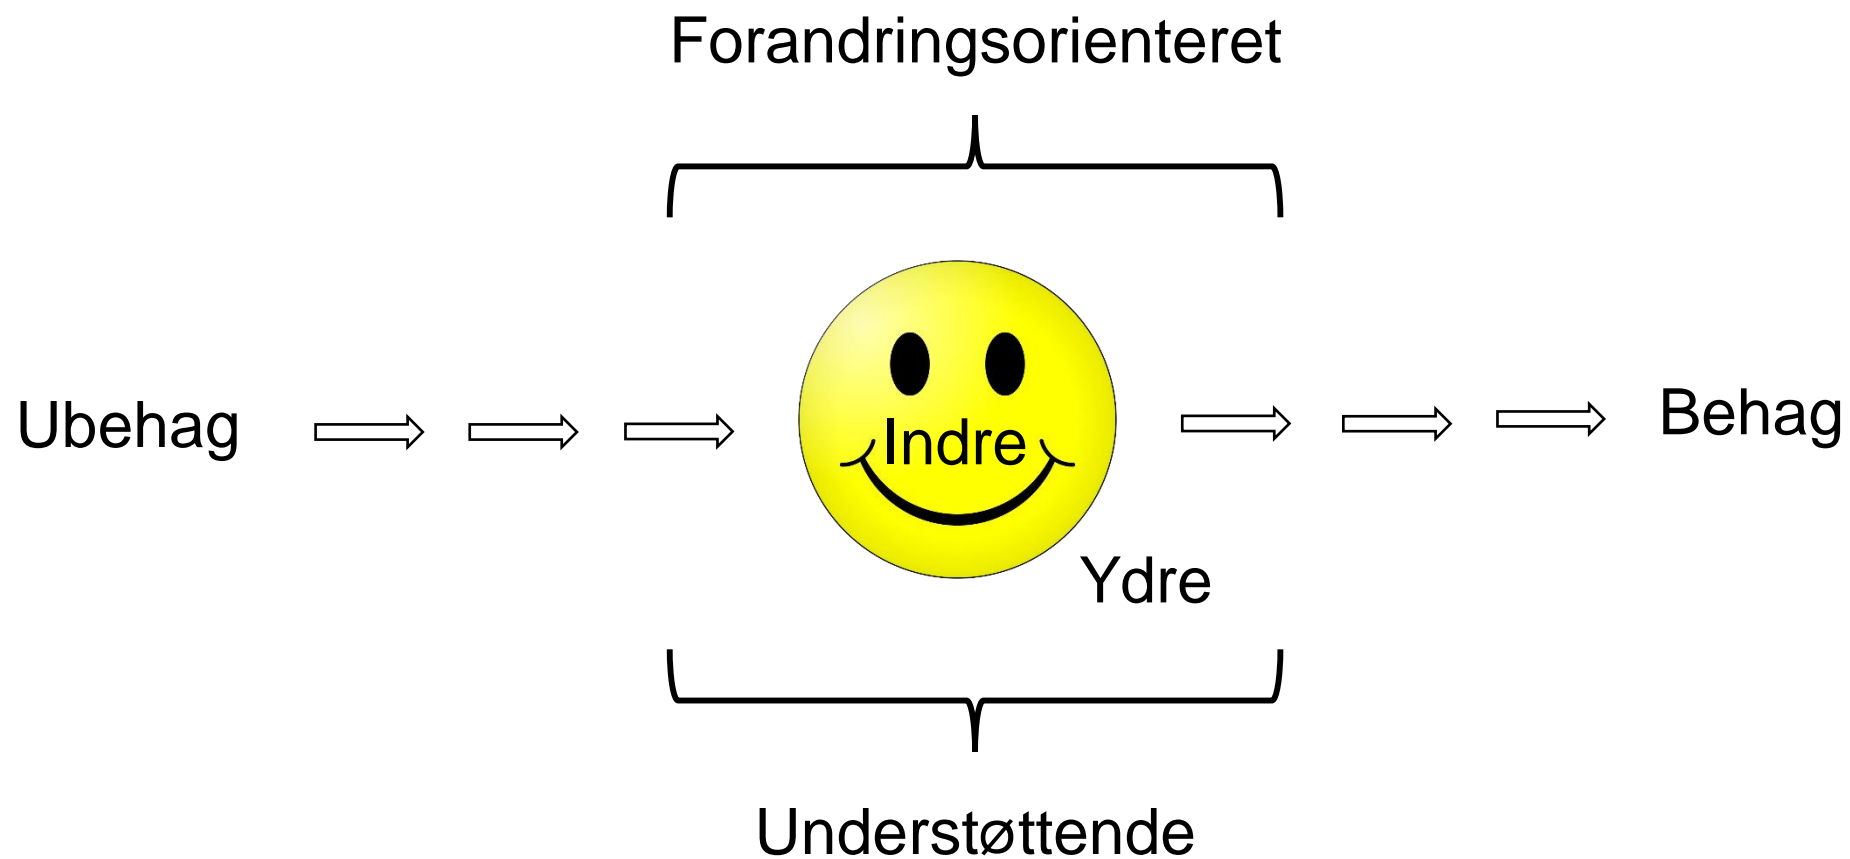 Forandringsorienteret
Ubehag
Indre
Behag
Ydre
Understøttende